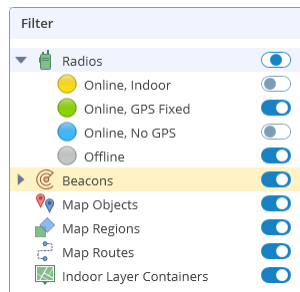 Filter
Radios
Online, Indoor
Online, GPS Fixed
Online, No GPS
Offline
Beacons
Map Objects
Map Regions
Map Routes
Indoor Layer Containers